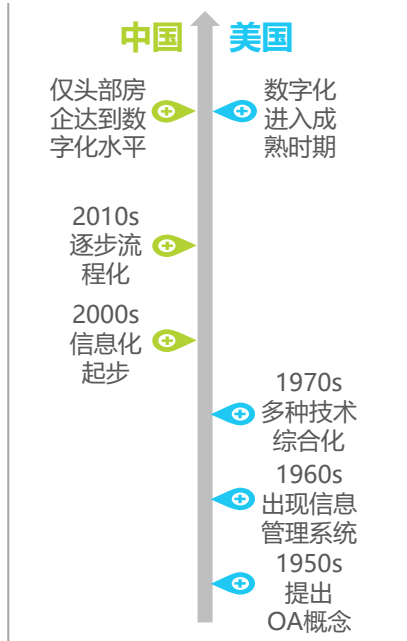 中国
美国
仅头部房
企达到数
字化水平
数字化
进入成
熟时期
2010s
逐步流
程化
2000s
信息化
起步
1970s
多种技术
综合化
1960s
出现信息
管理系统
1950s
提出
OA概念